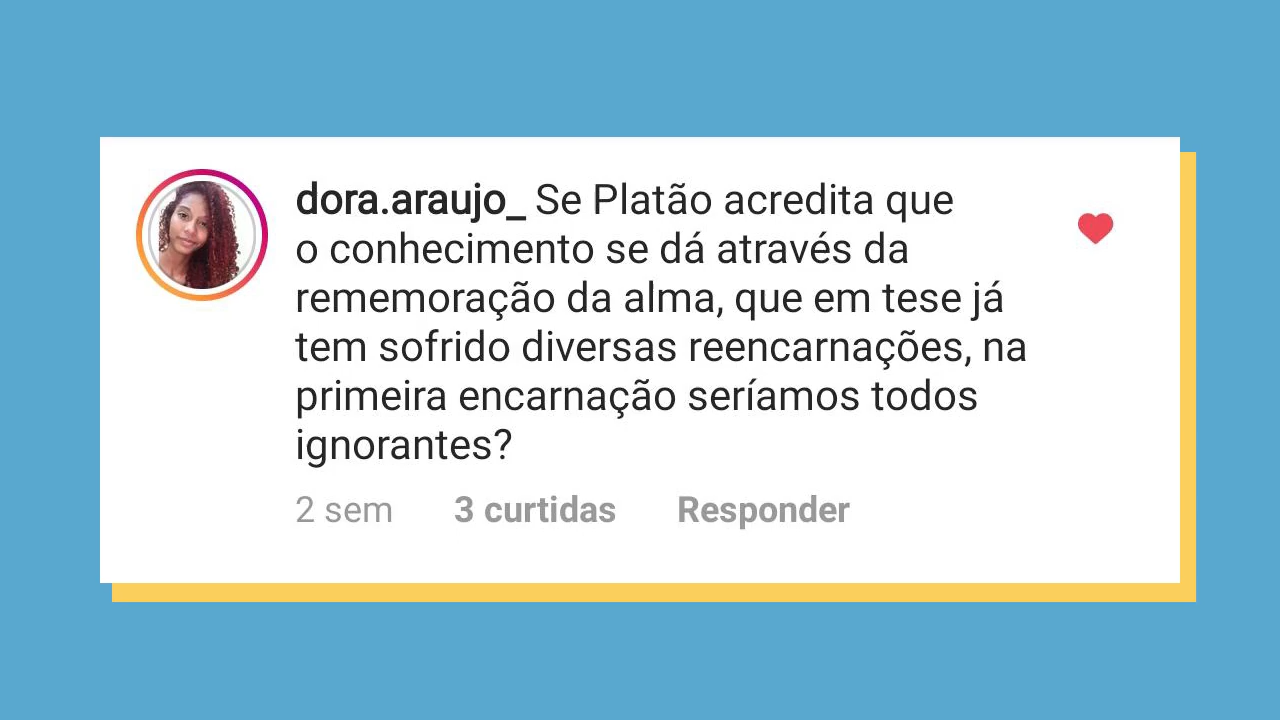 dora.araujo_ Se Platão acredita que
o conhecimento se dá através da
rememoração da alma, que em tese já
tem sofrido diversas reencarnações, na
primeira encarnação seríamos todos
ignorantes?
2 sem 3 curtidas Responder